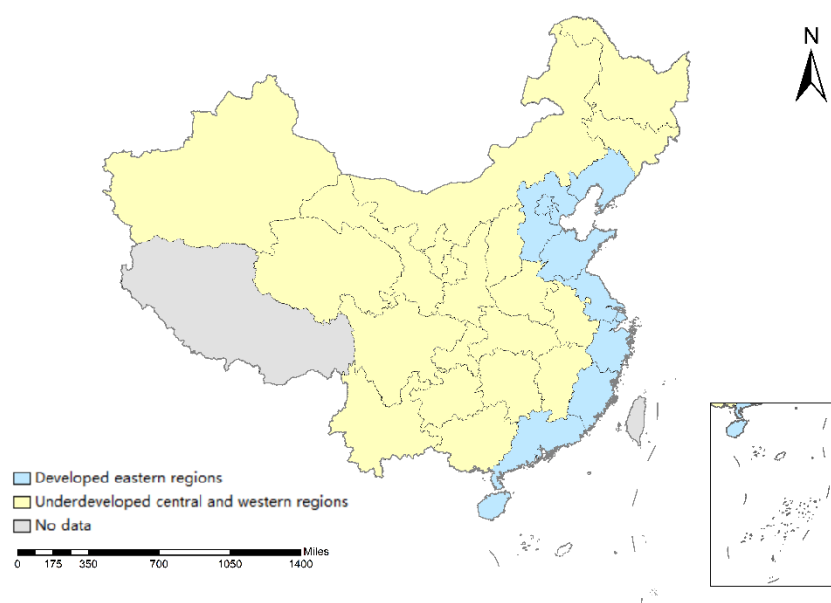 N
Developed eastern regions
Underdeveloped central and western regions
No data
Miles
0 175 350 700 1050 1400